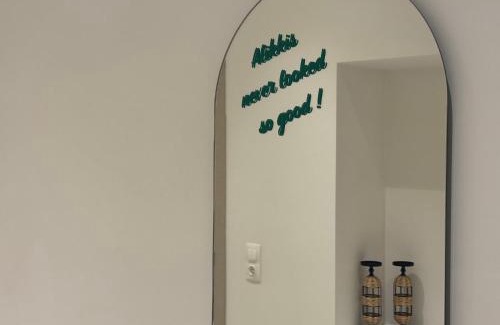 Alikkis
never looked
so good !